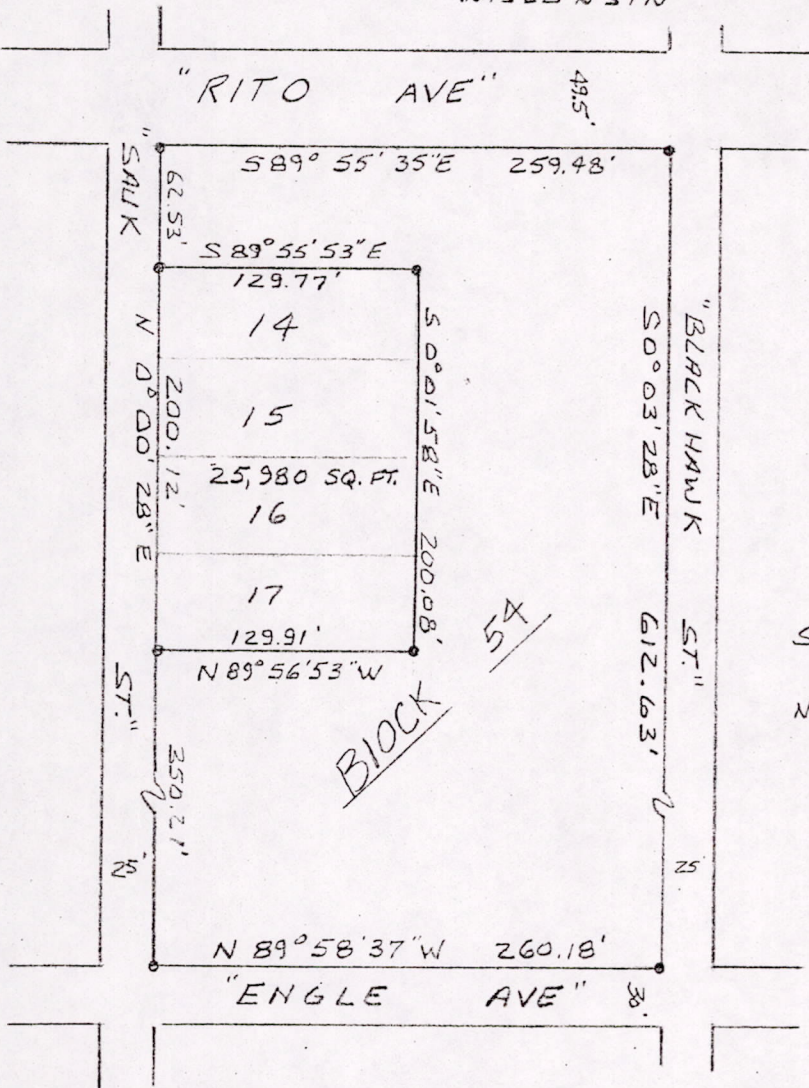 "RITO AVE"
49.5'
S 89° 55' 35"E 259.48'
"SAUK ST."
62.53'
S 89° 55' 53" E
129.77'
14
15
25,980 SQ. FT.
16
17
129.91'
N 89° 56' 53" W
N 0° 00' 28" E
200.12'
S 0° 01' 58" E 200.08'
S 0° 03' 28" E 612.63'
"BLACK HAWK ST."
BLOCK 54
350.21'
25'
25
N 89° 58' 37" W 260.18'
"ENGLE AVE"